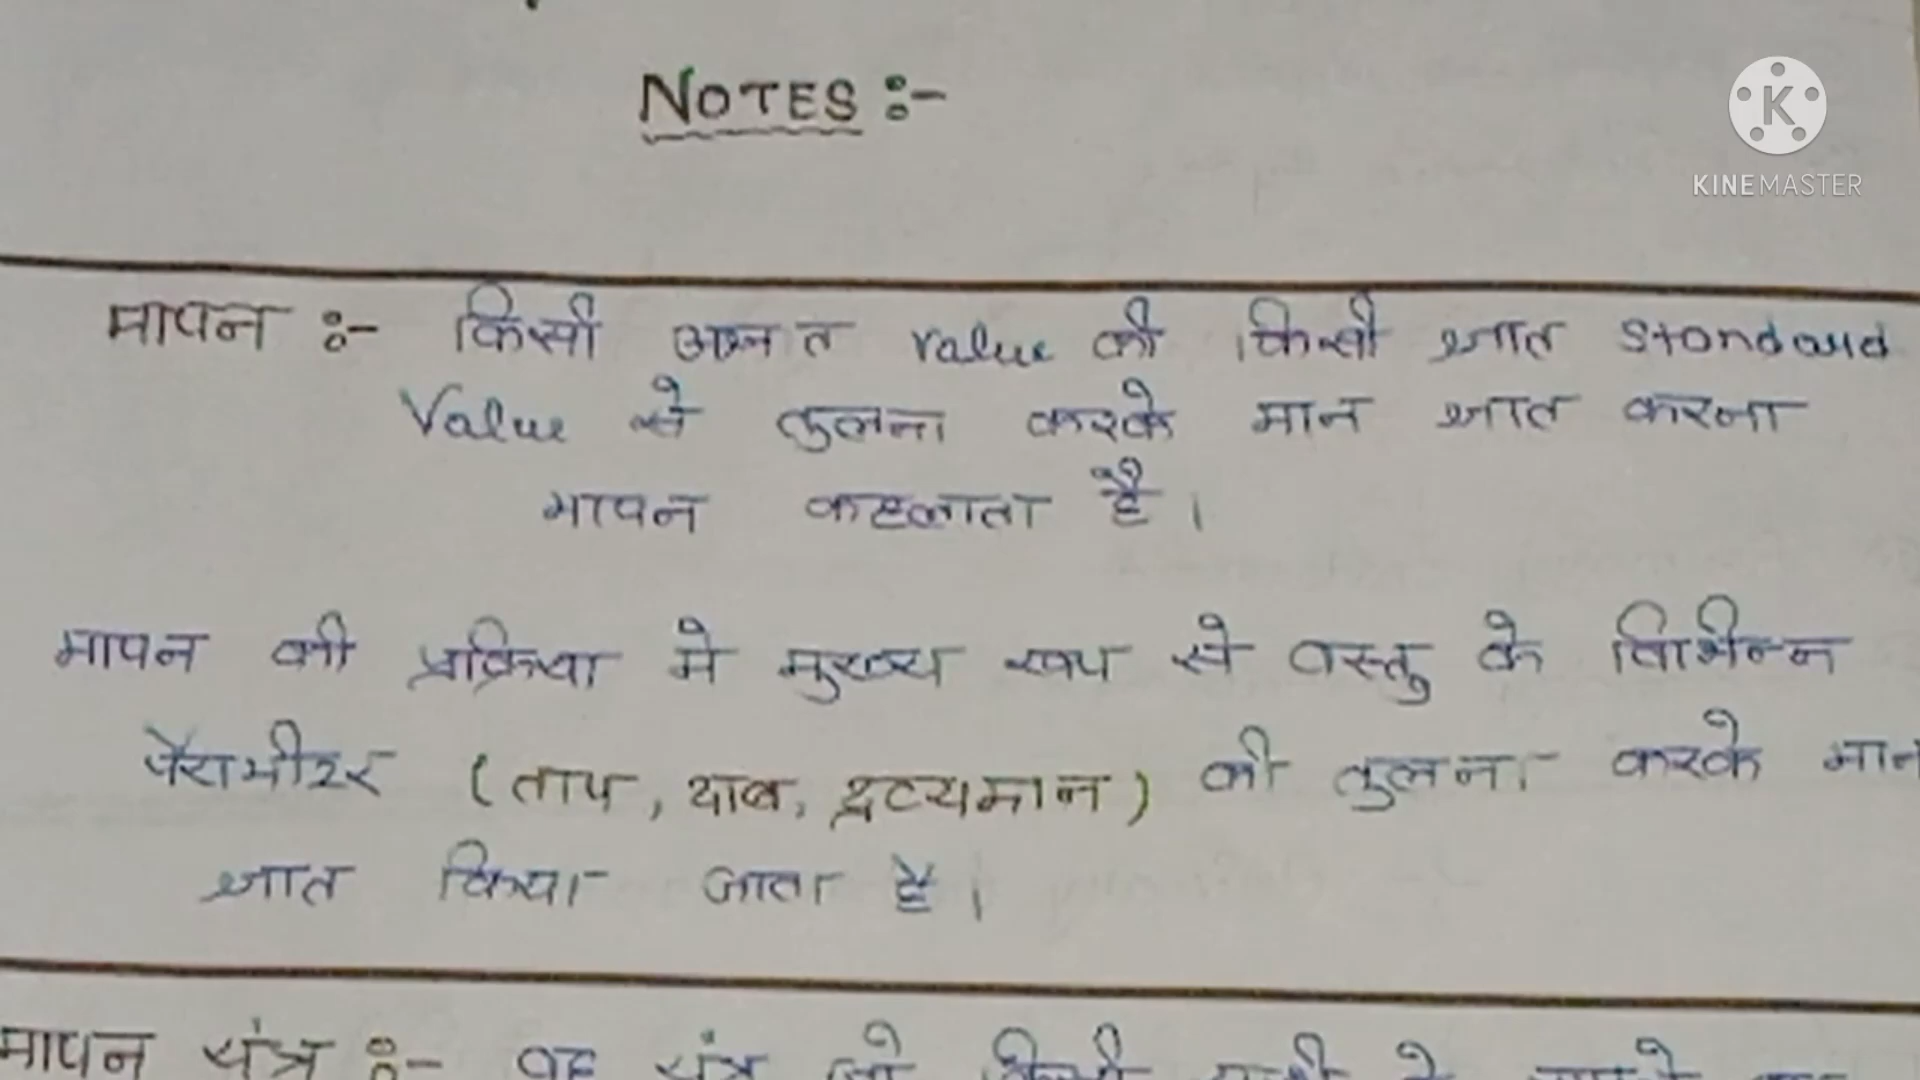 NOTES :-
K
KINEMASTER
मापन :- किसी अज्ञात value की किसी ज्ञात standard
Value से तुलना करके मान ज्ञात करना
मापन कहलाता है।
मापन की प्रक्रिया मे मुख्य रूप से वस्तु के विभिन्न
पैरामीटर (ताप, दाब, द्रव्यमान) की तुलना करके मान
ज्ञात किया जाता है।
मापन यंत्र :- वह यंत्र जो किसी